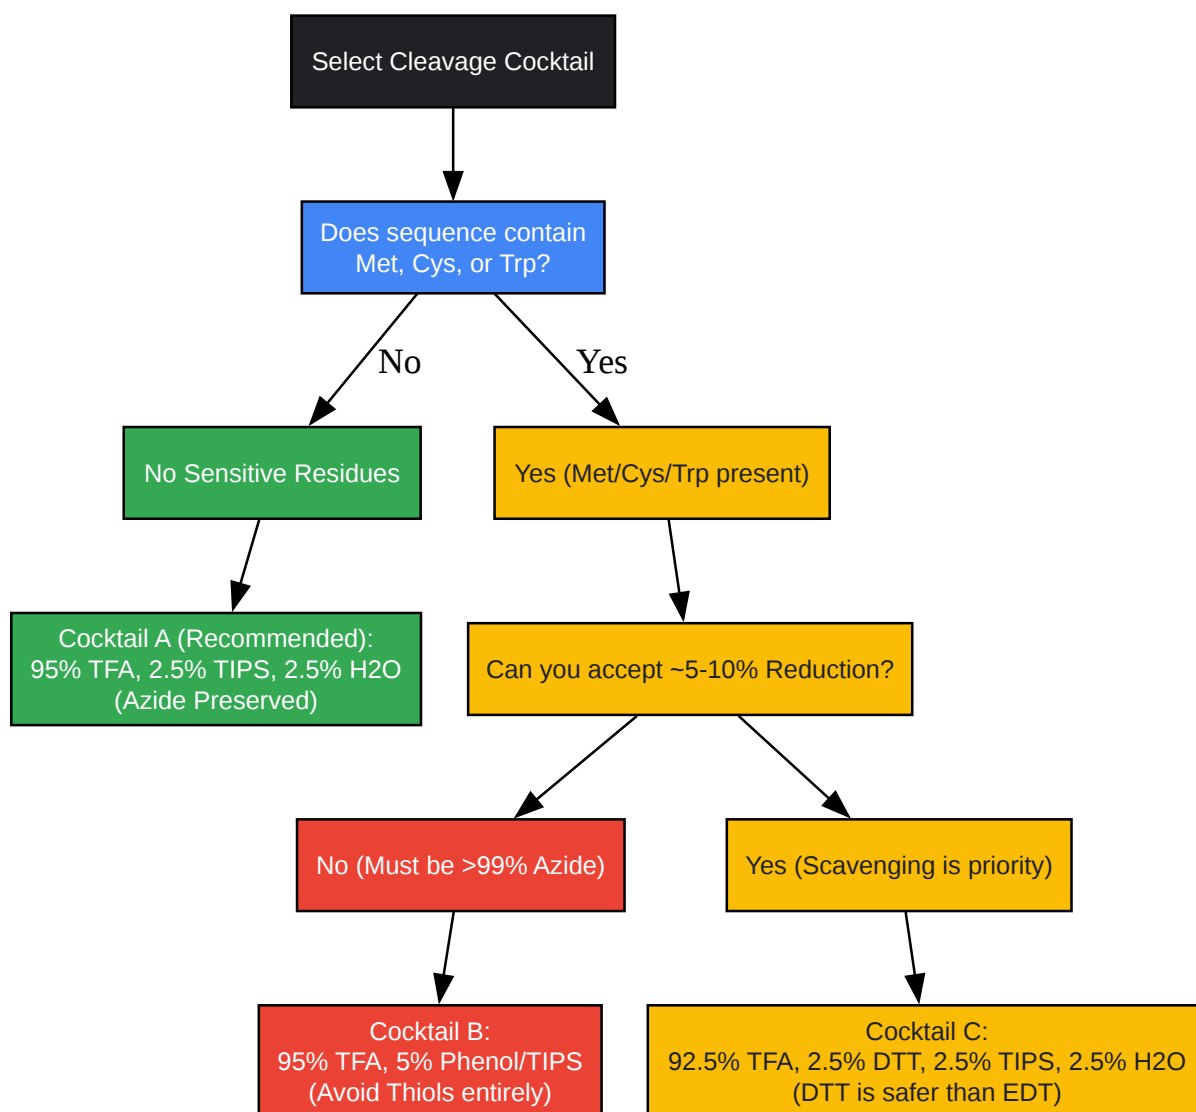 Select Cleavage Cocktail
Does sequence contain
Met, Cys, or Trp?
No
Yes
No Sensitive Residues
Yes (Met/Cys/Trp present)
Cocktail A (Recommended):
95% TFA, 2.5% TIPS, 2.5% H2O
(Azide Preserved)
Can you accept ~5-10% Reduction?
No (Must be >99% Azide)
Yes (Scavenging is priority)
Cocktail B:
95% TFA, 5% Phenol/TIPS
(Avoid Thiols entirely)
Cocktail C:
92.5% TFA, 2.5% DTT, 2.5% TIPS, 2.5% H2O
(DTT is safer than EDT)